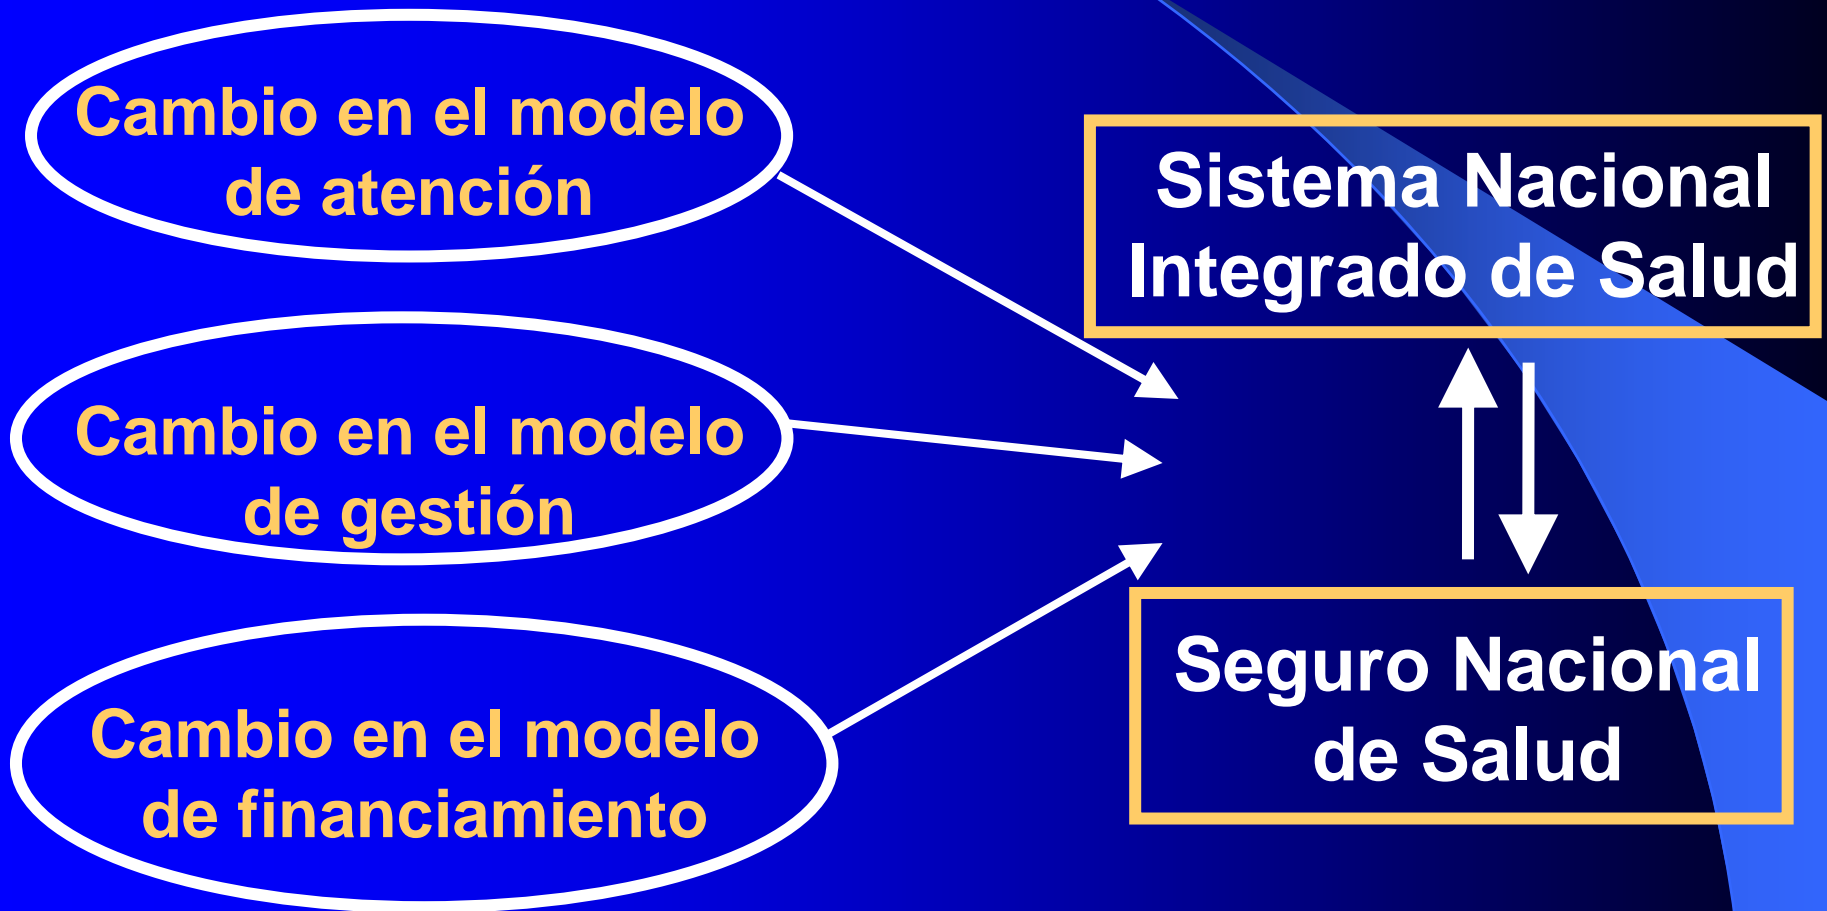 Cambio en el modelo
de atención
Cambio en el modelo
de gestión
Cambio en el modelo
de financiamiento
Sistema Nacional
Integrado de Salud
Seguro Nacional
de Salud